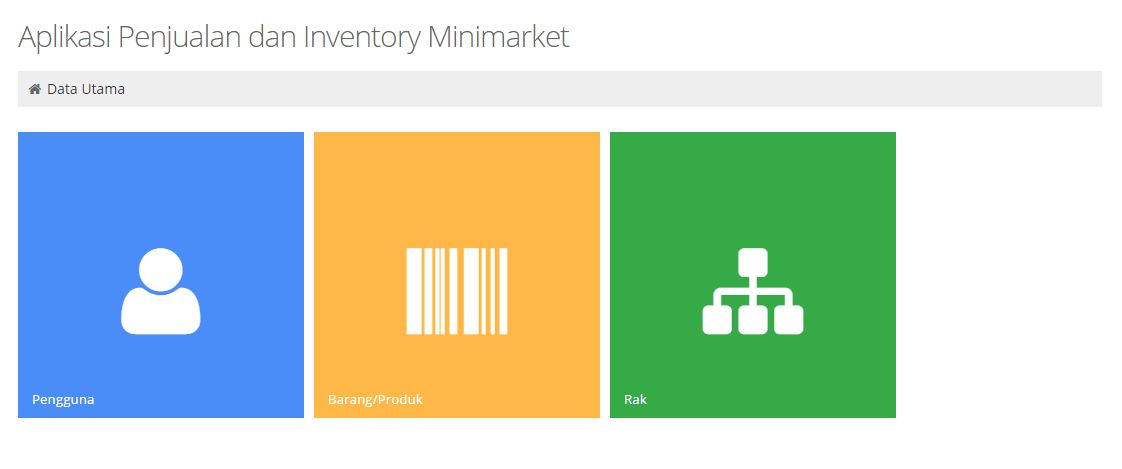 Aplikasi Penjualan dan Inventory Minimarket
Data Utama
Pengguna
Barang/Produk
Rak